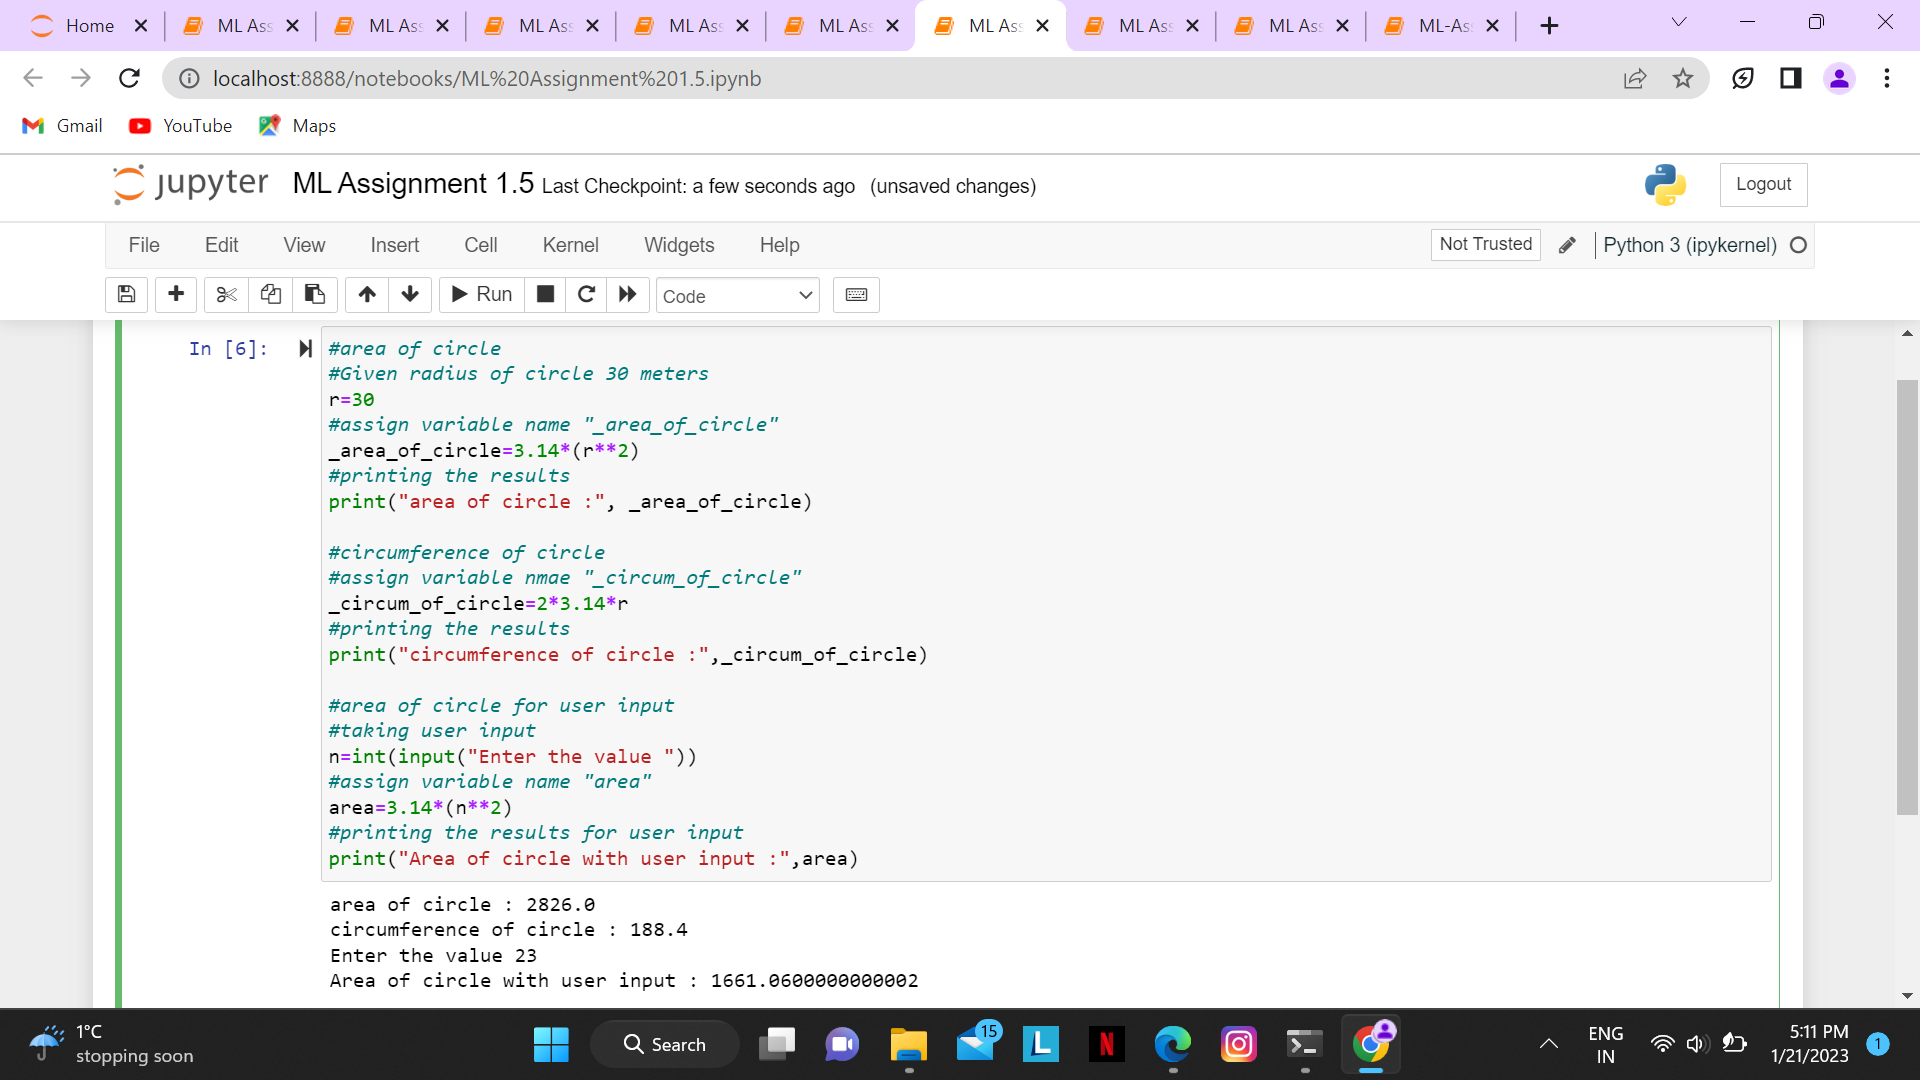 Home
ML Ass
ML Ass
ML Ass
ML Ass
ML Ass
ML Ass
ML Ass
ML Ass
ML-As
localhost:8888/notebooks/ML%20Assignment%201.5.ipynb
Gmail YouTube Maps
jupyter ML Assignment 1.5 Last Checkpoint: a few seconds ago (unsaved changes) Logout
File Edit View Insert Cell Kernel Widgets Help Not Trusted Python 3 (ipykernel)
Run Code
In [6]:
#area of circle
#Given radius of circle 30 meters
r=30
#assign variable name "_area_of_circle"
_area_of_circle=3.14*(r**2)
#printing the results
print("area of circle :", _area_of_circle)
#circumference of circle
#assign variable nmae "_circum_of_circle"
_circum_of_circle=2*3.14*r
#printing the results
print("circumference of circle :",_circum_of_circle)
#area of circle for user input
#taking user input
n=int(input("Enter the value "))
#assign variable name "area"
area=3.14*(n**2)
#printing the results for user input
print("Area of circle with user input :",area)
area of circle : 2826.0
circumference of circle : 188.4
Enter the value 23
Area of circle with user input : 1661.0600000000002
1°C
stopping soon
Search
15
L
N
ENG
IN
5:11 PM
1/21/2023
1